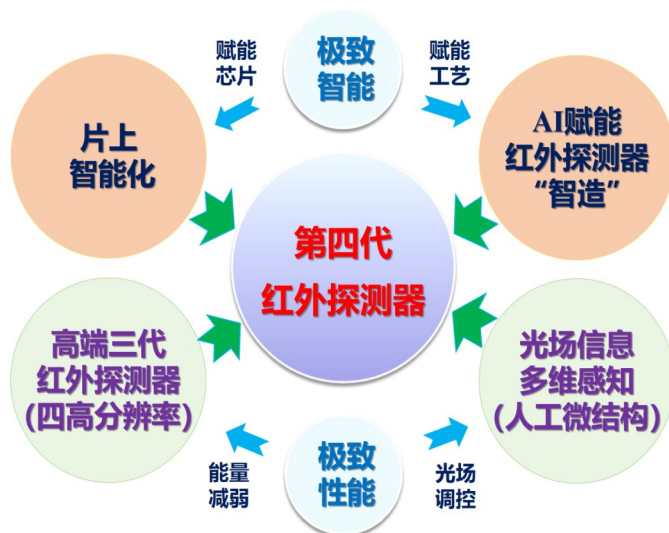 赋能
芯片
极致
智能
赋能
工艺
片上
智能化
AI赋能
红外探测器
“智造”
第四代
红外探测器
高端三代
红外探测器
(四高分辨率)
光场信息
多维感知
(人工微结构)
能量
减弱
极致
性能
光场
调控